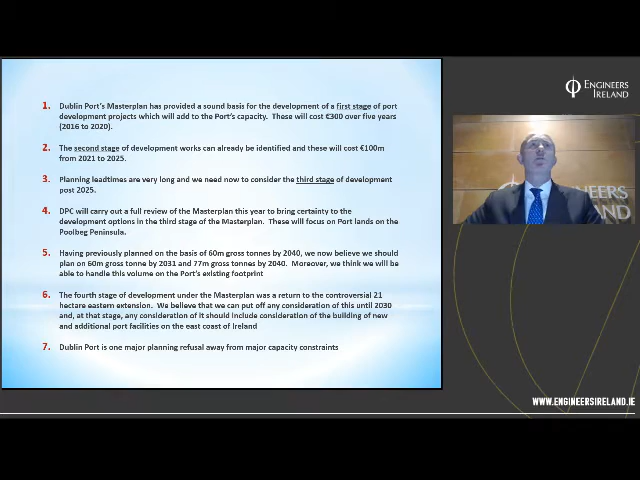 1. Dublin Port's Masterplan has provided a sound basis for the development of a first stage of port
development projects which will add to the Port's capacity. These will cost €300 over five years
(2016 to 2020).
2. The second stage of development works can already be identified and these will cost €100m
from 2021 to 2025.
3. Planning leadtimes are very long and we need now to consider the third stage of development
post 2025.
4. DPC will carry out a full review of the Masterplan this year to bring certainty to the
development options in the third stage of the Masterplan. These will focus on Port lands on the
Poolbeg Peninsula.
5. Having previously planned on the basis of 60m gross tonnes by 2040, we now believe we should
plan on 60m gross tonne by 2031 and 77m gross tonnes by 2040. Moreover, we think we will be
able to handle this volume on the Port's existing footprint
6. The fourth stage of development under the Masterplan was a return to the controversial 21
hectare eastern extension. We believe that we can put off any consideration of this until 2030
and, at that stage, any consideration of it should include consideration of the building of new
and additional port facilities on the east coast of Ireland
7. Dublin Port is one major planning refusal away from major capacity constraints
ENGINEERS
IRELAND
NEERS
IRELAND
WWW.ENGINEERSIRELAND.IE